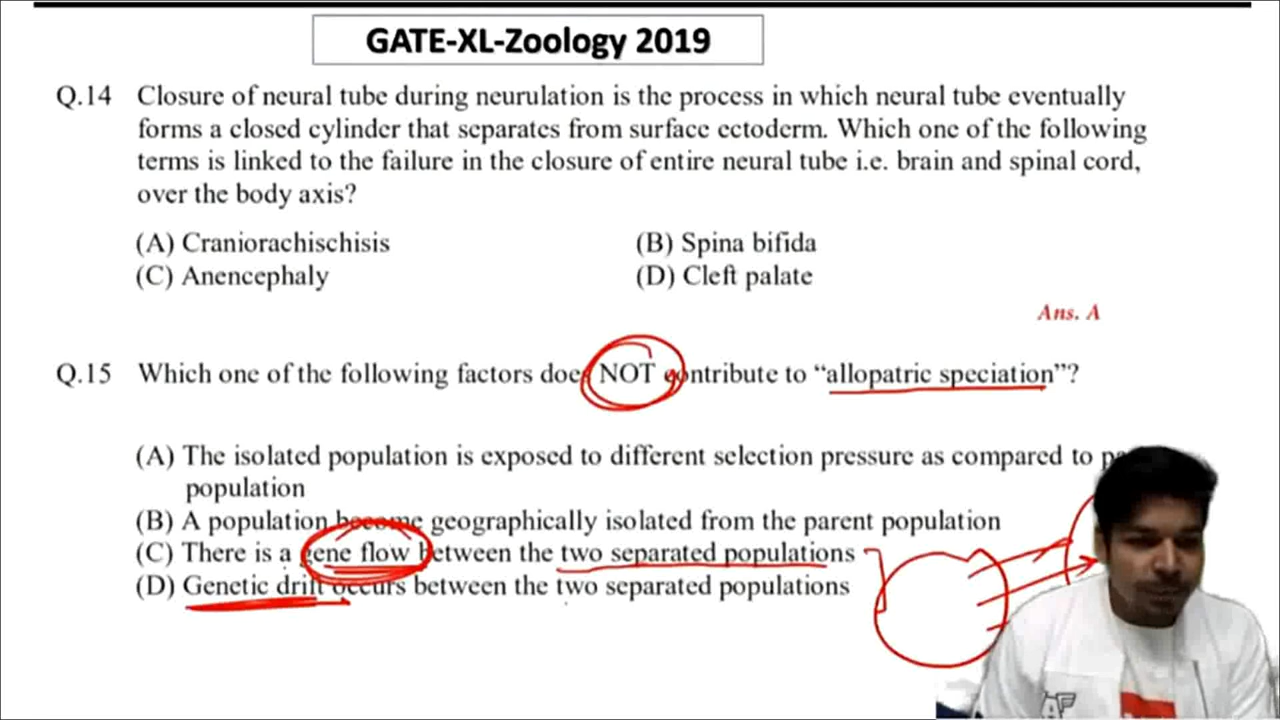 GATE-XL-Zoology 2019
Q.14 Closure of neural tube during neurulation is the process in which neural tube eventually
forms a closed cylinder that separates from surface ectoderm. Which one of the following
terms is linked to the failure in the closure of entire neural tube i.e. brain and spinal cord,
over the body axis?
(A) Craniorachischisis (B) Spina bifida
(C) Anencephaly (D) Cleft palate
Ans. A
Q.15 Which one of the following factors does NOT contribute to “allopatric speciation”?
(A) The isolated population is exposed to different selection pressure as compared to
population
(B) A population become geographically isolated from the parent population
(C) There is a gene flow between the two separated populations
(D) Genetic drift occurs between the two separated populations